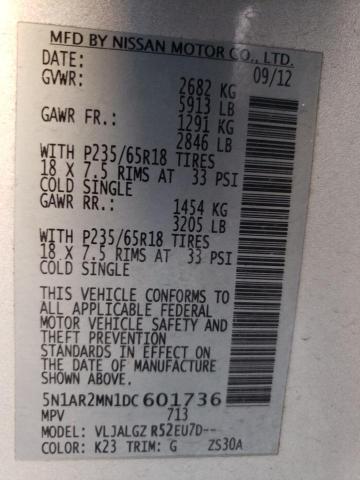 MFD BY NISSAN MOTOR CO., LTD.
DATE: 09/12
GVWR: 2682 KG
5913 LB
GAWR FR.: 1291 KG
2846 LB
WITH P235/65R18 TIRES
18 X 7.5 RIMS AT 33 PSI
COLD SINGLE
GAWR RR.: 1454 KG
3205 LB
WITH P235/65R18 TIRES
18 X 7.5 RIMS AT 33 PSI
COLD SINGLE
THIS VEHICLE CONFORMS TO
ALL APPLICABLE FEDERAL
MOTOR VEHICLE SAFETY AND
THEFT PREVENTION
STANDARDS IN EFFECT ON
THE DATE OF MANUFACTURE
SHOWN ABOVE.
5N1AR2MN1DC601736
MPV 713
MODEL: VLJALGZ R52EU7D--
COLOR: K23 TRIM: G ZS30A